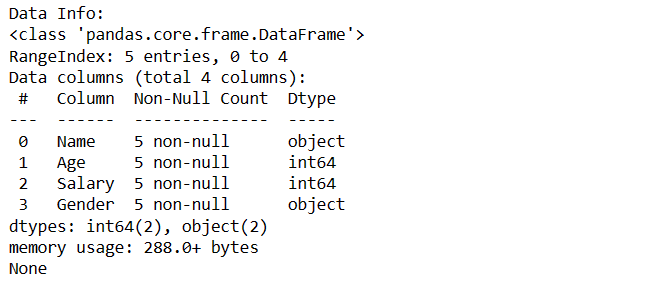 Data Info:
<class 'pandas.core.frame.DataFrame'>
RangeIndex: 5 entries, 0 to 4
Data columns (total 4 columns):
 #   Column  Non-Null Count  Dtype 
---  ------  --------------  ----- 
 0   Name    5 non-null      object
 1   Age     5 non-null      int64 
 2   Salary  5 non-null      int64 
 3   Gender  5 non-null      object
dtypes: int64(2), object(2)
memory usage: 288.0+ bytes
None